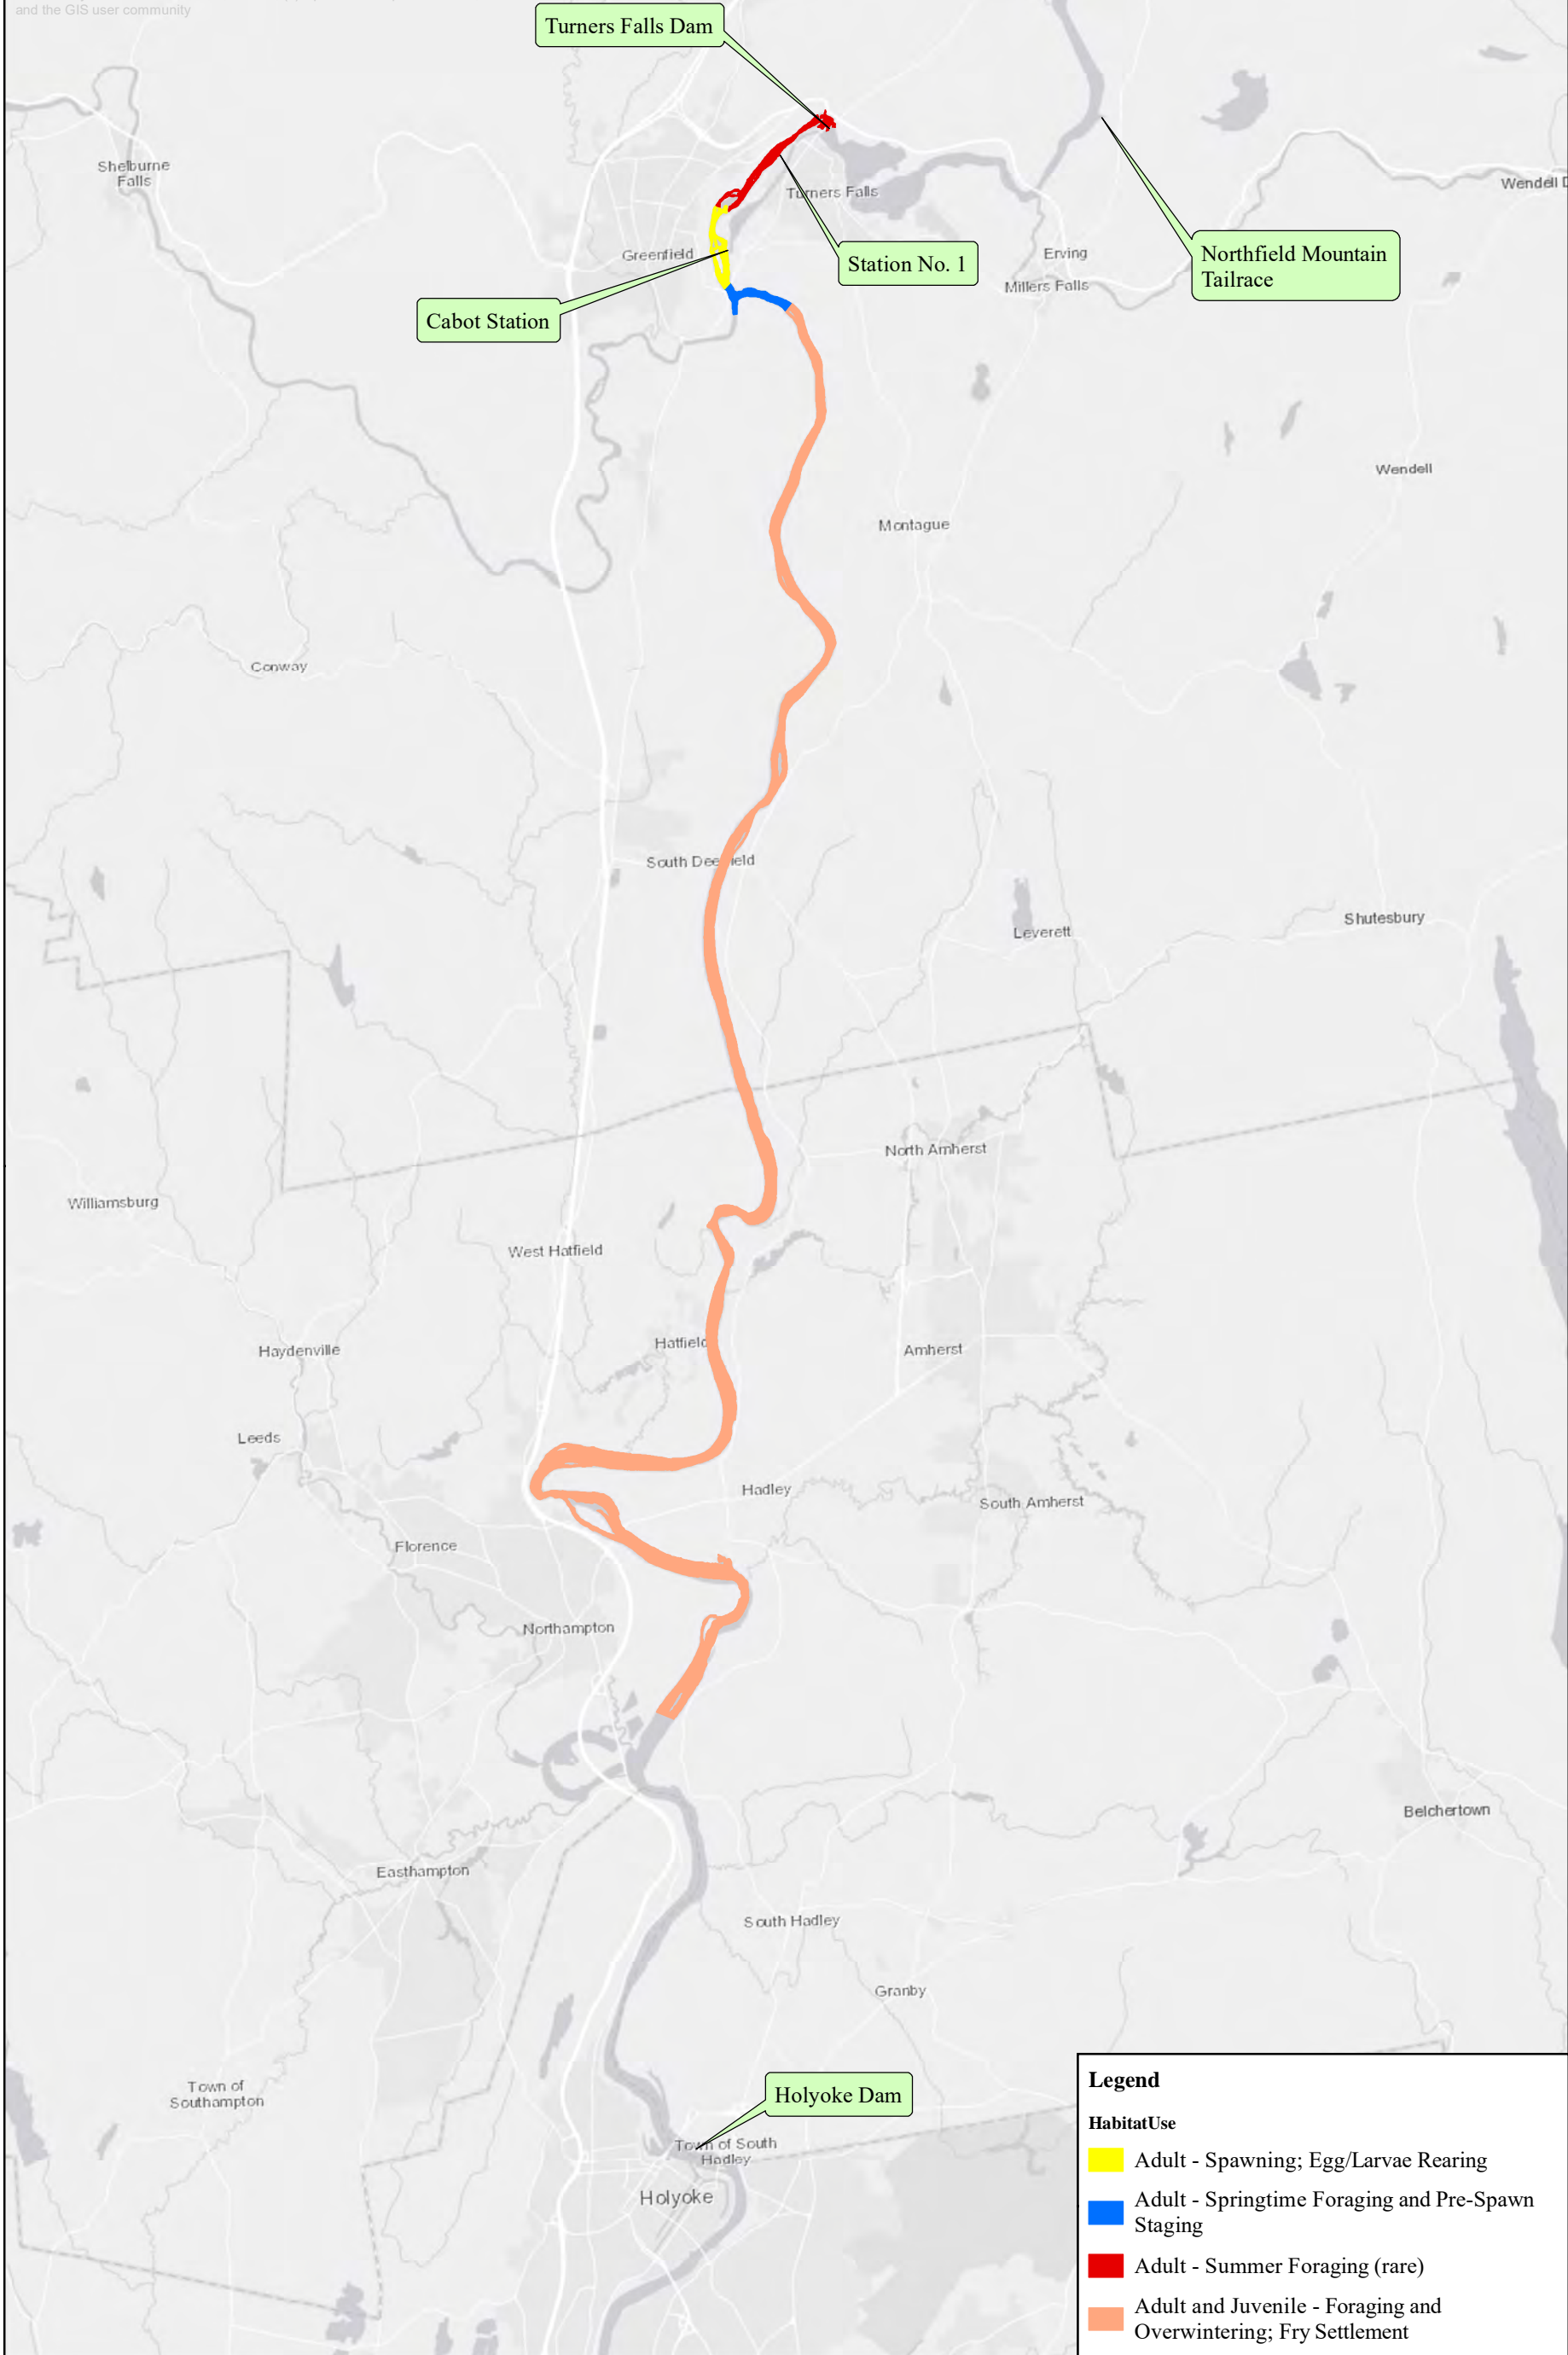 and the GIS user community
Turners Falls Dam
Shelburne
Falls
Turners Falls
Wendell D
Greenfield
Station No. 1
Erving
Millers Falls
Northfield Mountain
Tailrace
Cabot Station
Wendell
Montague
Conway
South Deerfield
Shutesbury
Leverett
North Amherst
Williamsburg
West Hatfield
Hatfield
Haydenville
Amherst
Leeds
Hadley
South Amherst
Florence
Northampton
Belchertown
Easthampton
South Hadley
Granby
Town of
Southampton
Holyoke Dam
Town of South
Hadley
Holyoke
Legend
HabitatUse
Adult - Spawning; Egg/Larvae Rearing
Adult - Springtime Foraging and Pre-Spawn
Staging
Adult - Summer Foraging (rare)
Adult and Juvenile - Foraging and
Overwintering; Fry Settlement